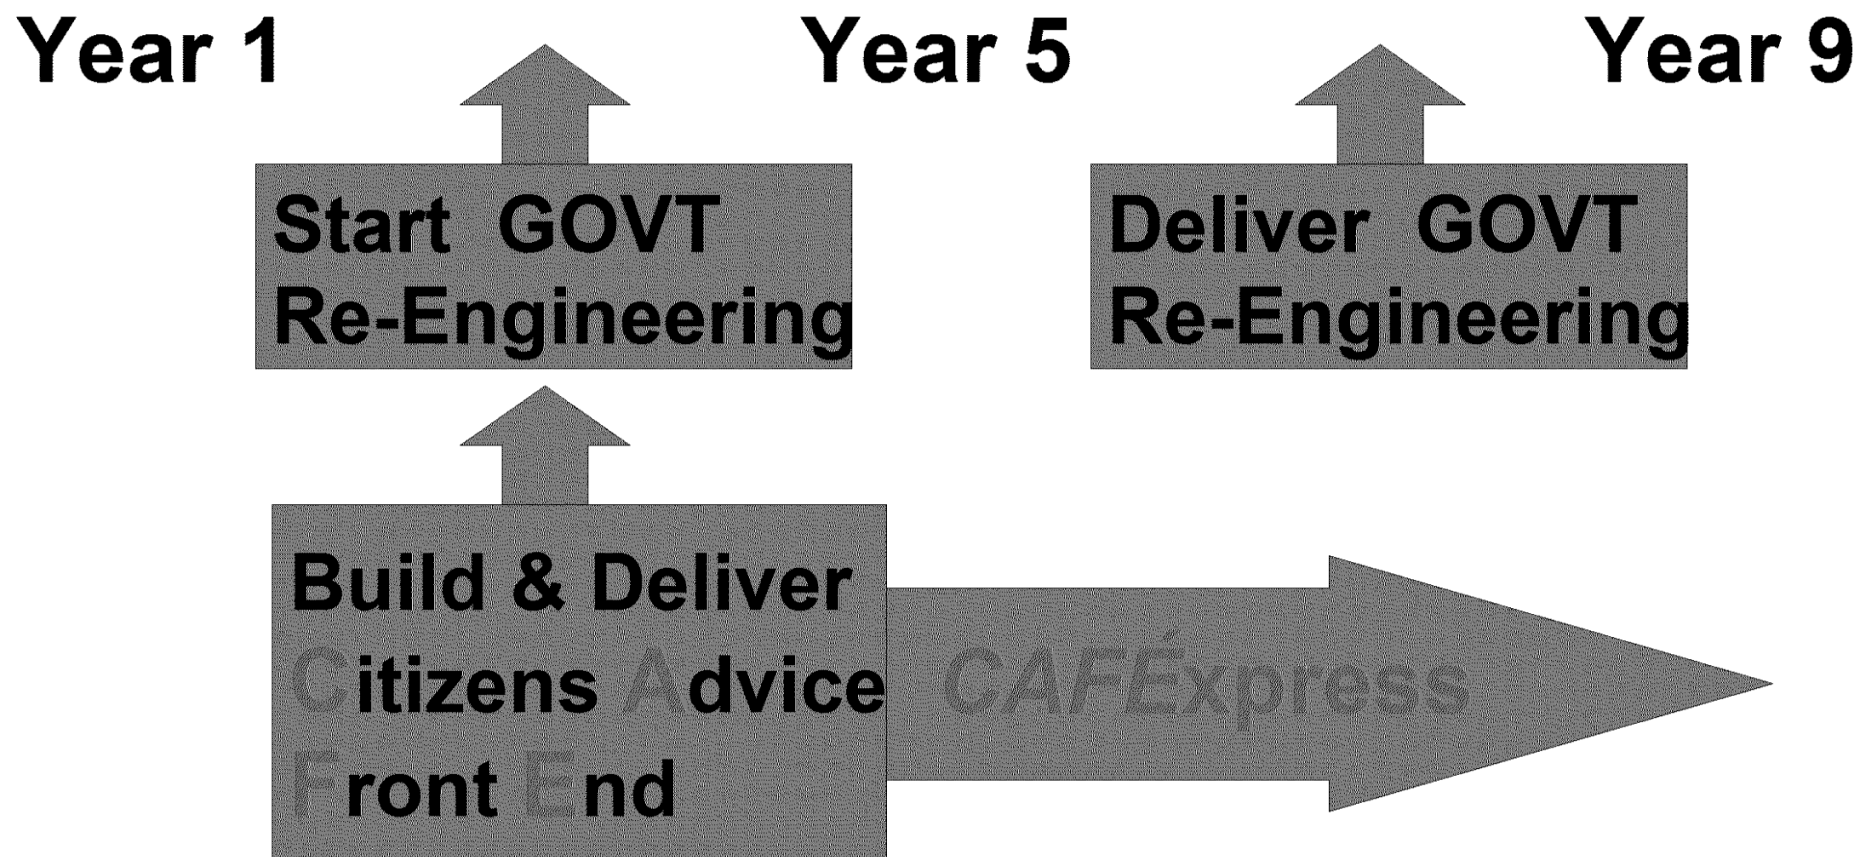 Year 1 Year 5 Year 9
Start GOVT
Re-Engineering
Deliver GOVT
Re-Engineering
Build & Deliver
Citizens Advice
Front End
CAFÉxpress